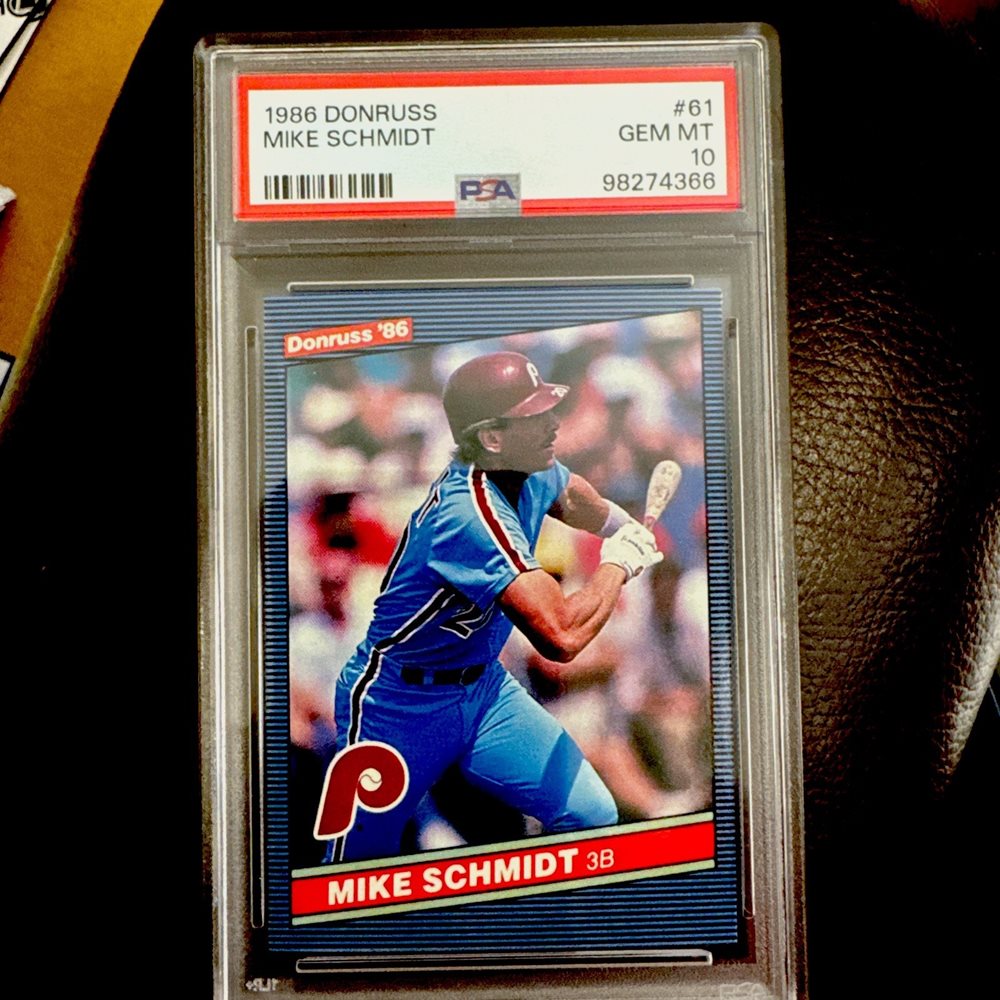 1986 DONRUSS #61
MIKE SCHMIDT GEM MT
10
PSA 98274366
Donruss '86
P
P
MIKE SCHMIDT 3B